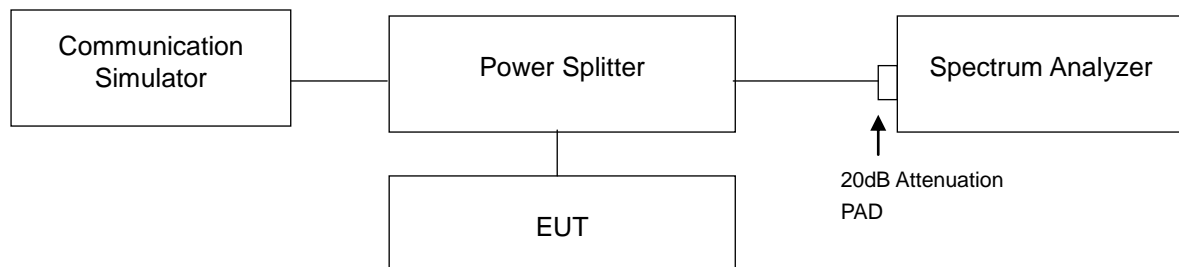 Communication
Simulator
Power Splitter
Spectrum Analyzer
20dB Attenuation
PAD
EUT